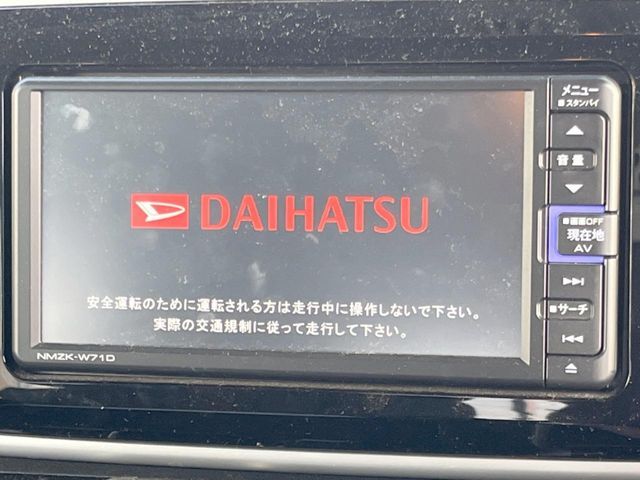 DAIHATSU
安全運転のために運転される方は走行中に操作しないで下さい。
実際の交通規制に従って走行して下さい。
NMZK-W71D
メニュー
スタンバイ
音量
画面OFF
現在地
AV
サーチ